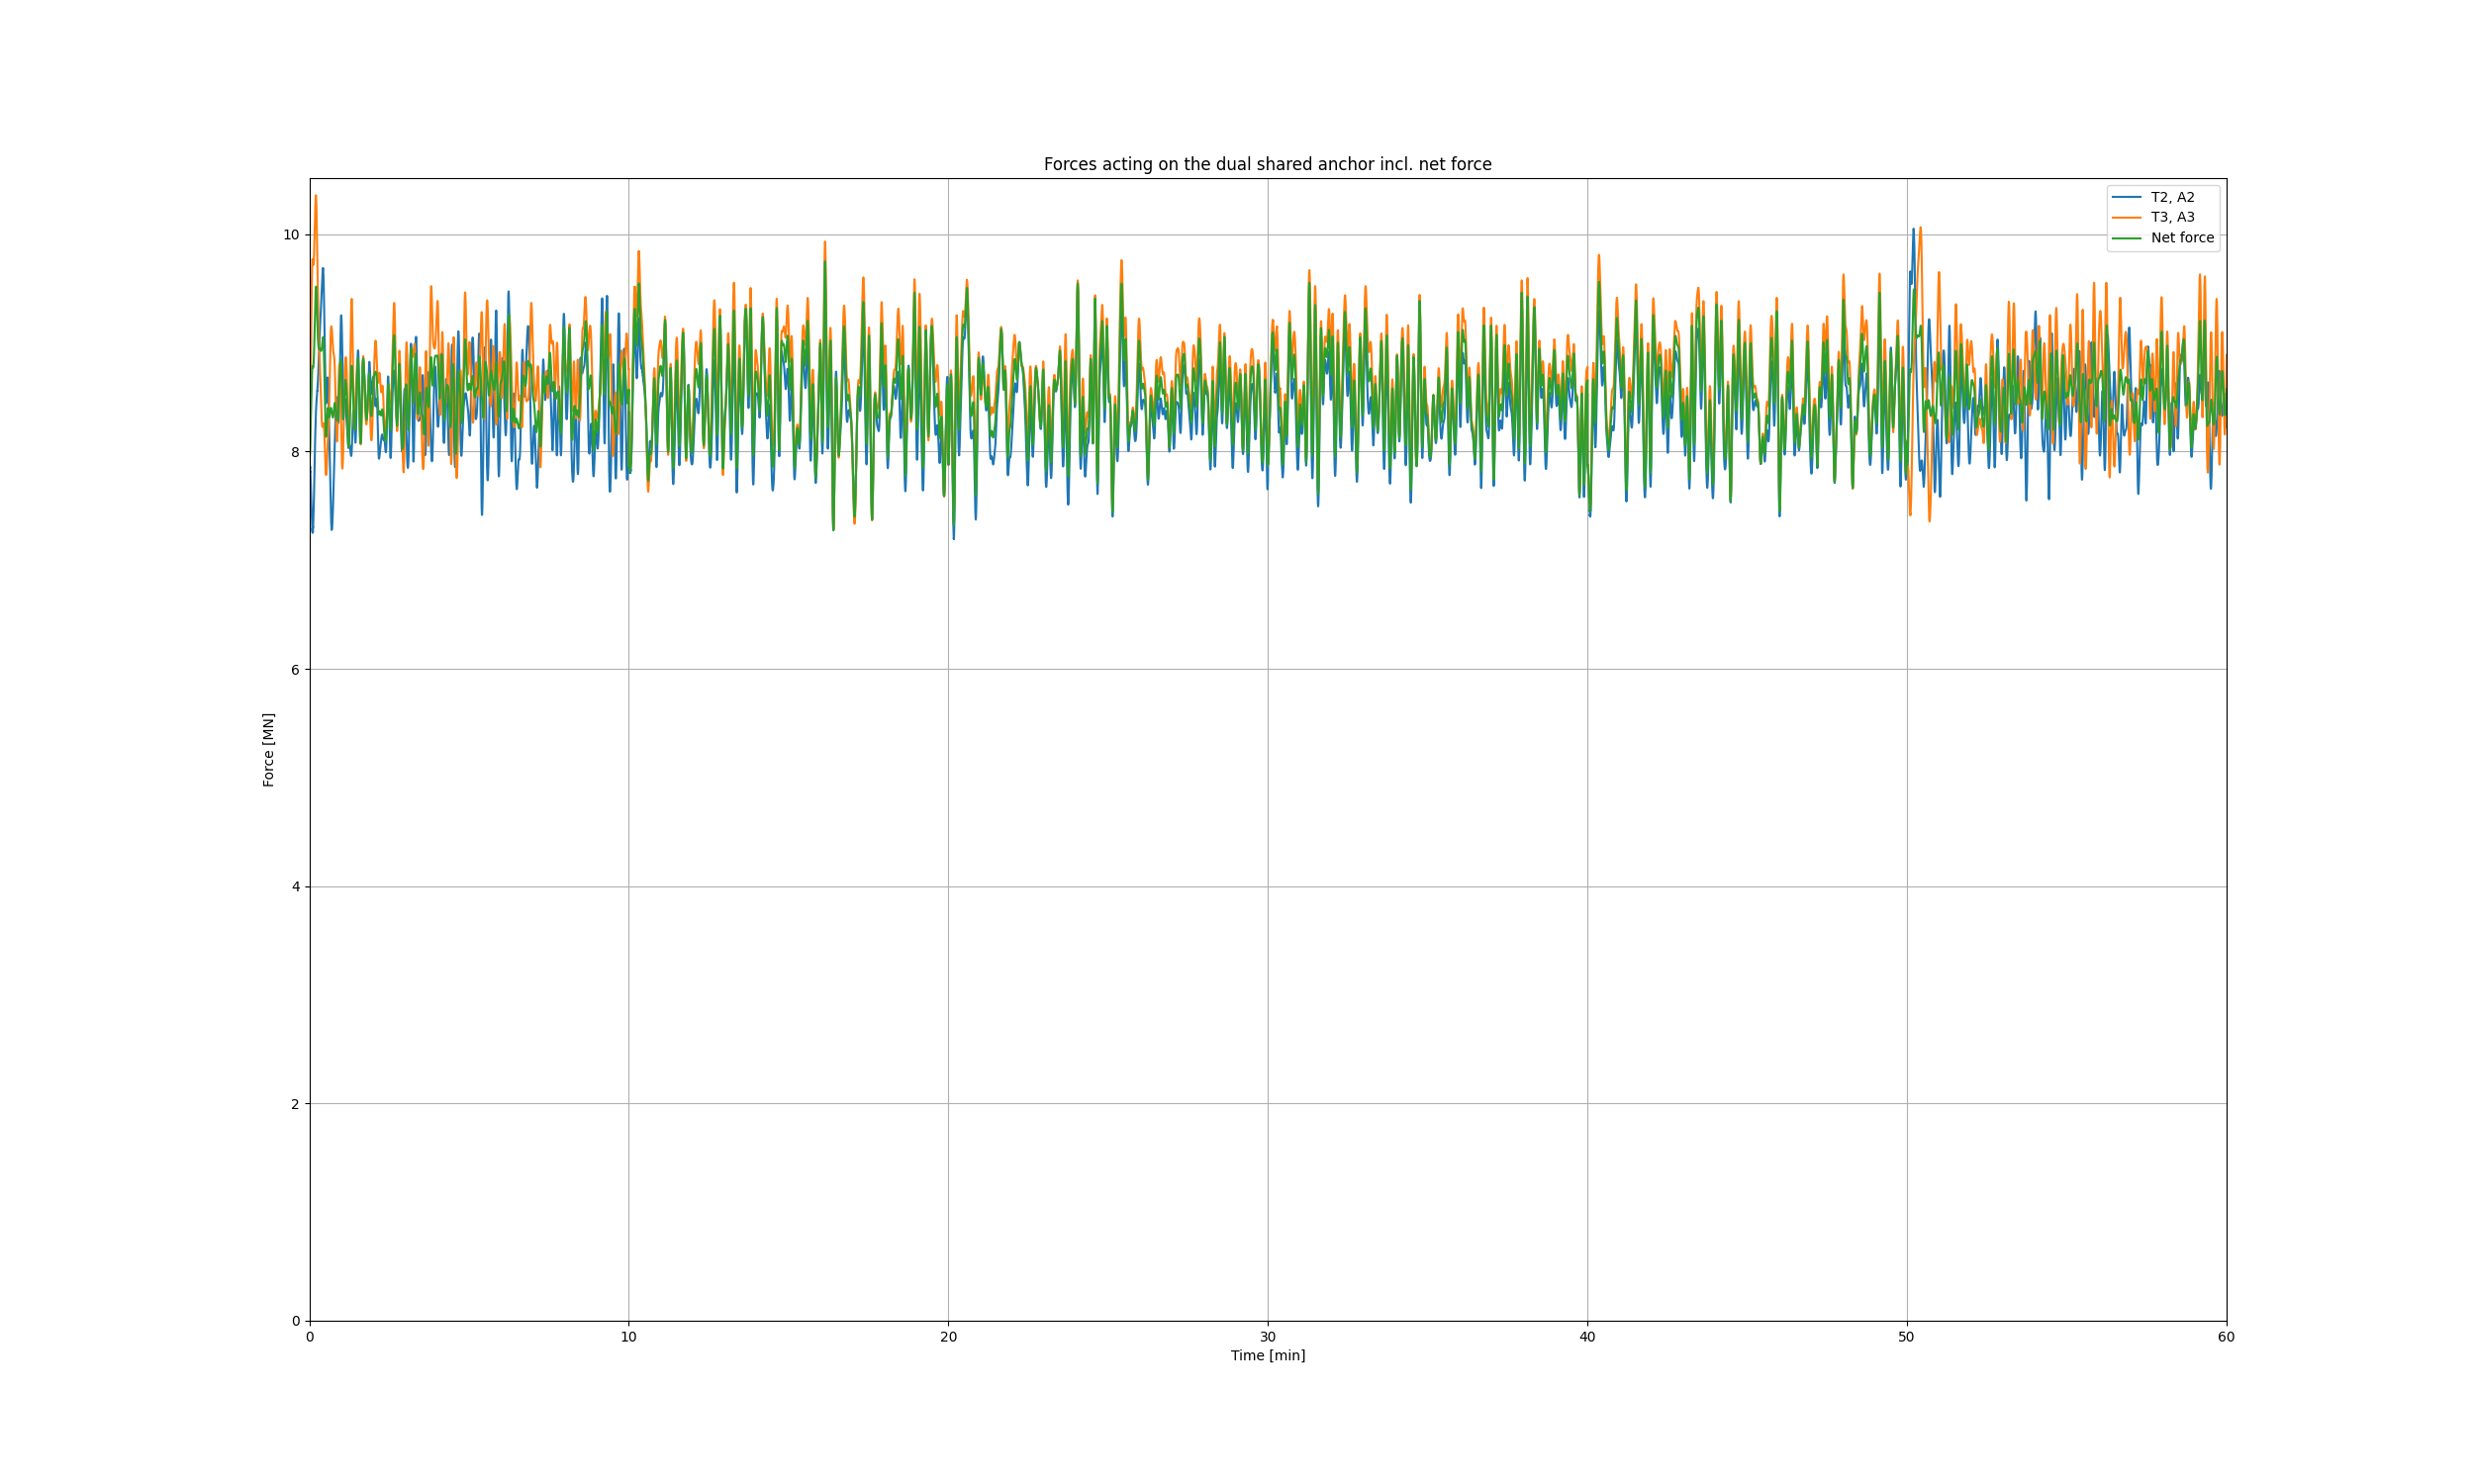 Forces acting on the dual shared anchor incl. net force
T2, A2
T3, A3
Net force
10
8
6
4
2
0
Force [MN]
0 10 20 30 40 50 60
Time [min]